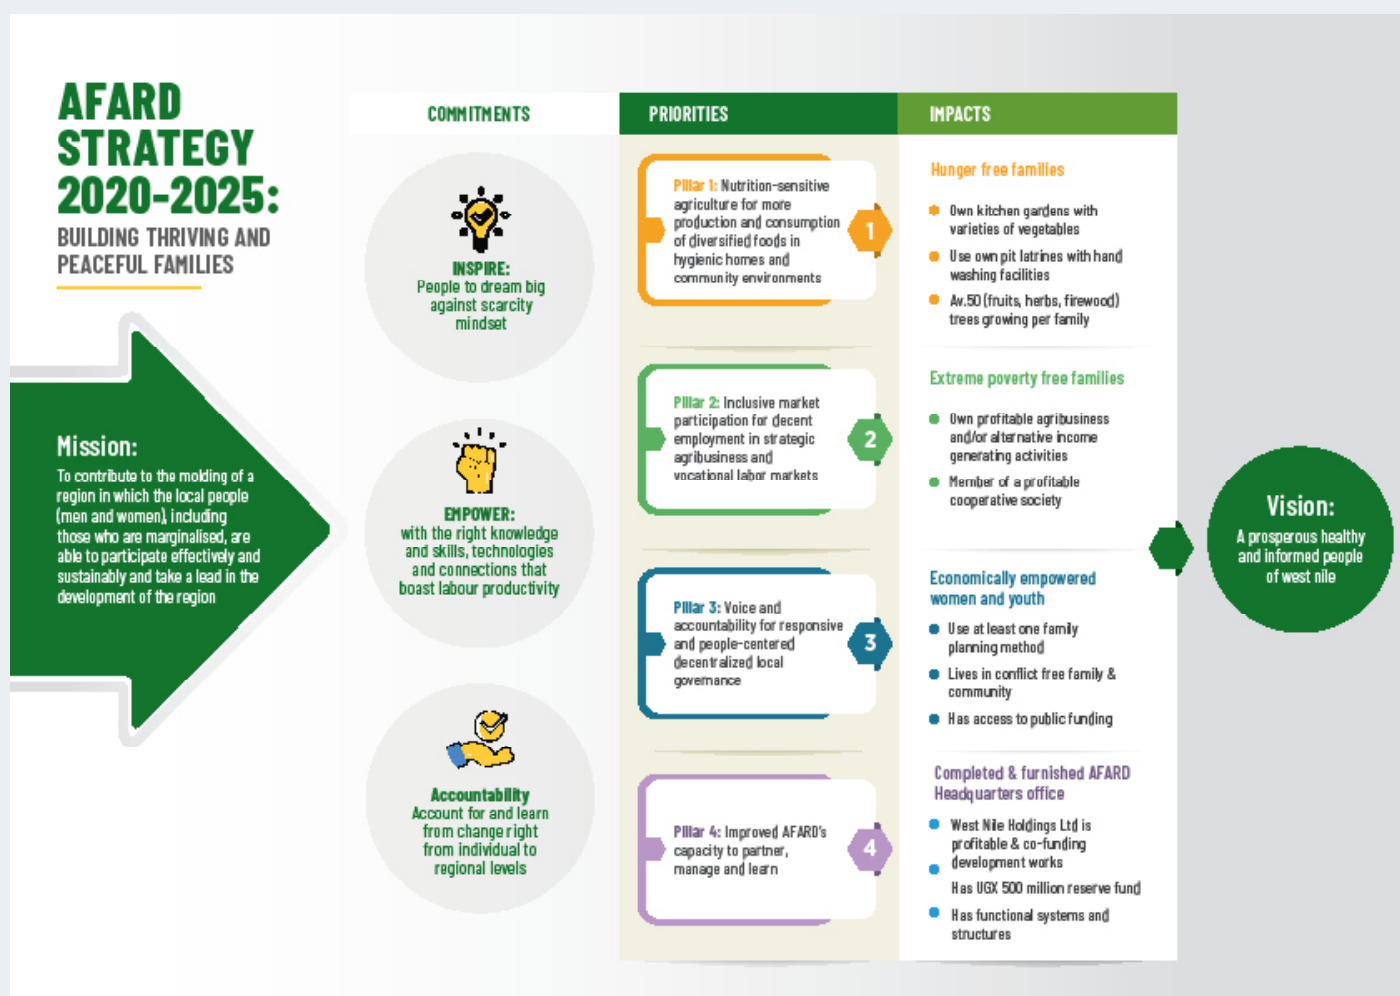 AFARD
STRATEGY
2020-2025:
BUILDING THRIVING AND
PEACEFUL FAMILIES
Mission:
To contribute to the molding of a
region in which the local people
(men and women), including
those who are marginalised, are
able to participate effectively and
sustainably and take a lead in the
development of the region
COMMITMENTS
INSPIRE:
People to dream big
against scarcity
mindset
EMPOWER:
with the right knowledge
and skills, technologies
and connections that
boast labour productivity
Accountability
Account for and learn
from change right
from individual to
regional levels
PRIORITIES
Pillar 1: Nutrition-sensitive
agriculture for more
production and consumption
of diversified foods in
hygienic homes and
community environments
1
Pillar 2: Inclusive market
participation for decent
employment in strategic
agribusiness and
vocational labor markets
2
Pillar 3: Voice and
accountability for responsive
and people-centered
decentralized local
governance
3
Pillar 4: Improved AFARD's
capacity to partner,
manage and learn
4
IMPACTS
Hunger free families
Own kitchen gardens with
varieties of vegetables
Use own pit latrines with hand
washing facilities
Av.50 (fruits, herbs, firewood)
trees growing per family
Extreme poverty free families
Own profitable agribusiness
and/or alternative income
generating activities
Member of a profitable
cooperative society
Economically empowered
women and youth
Use at least one family
planning method
Lives in conflict free family &
community
Has access to public funding
Completed & furnished AFARD
Headquarters office
West Nile Holdings Ltd is
profitable & co-funding
development works
Has UGX 500 million reserve fund
Has functional systems and
structures
Vision:
A prosperous healthy
and informed people
of west nile